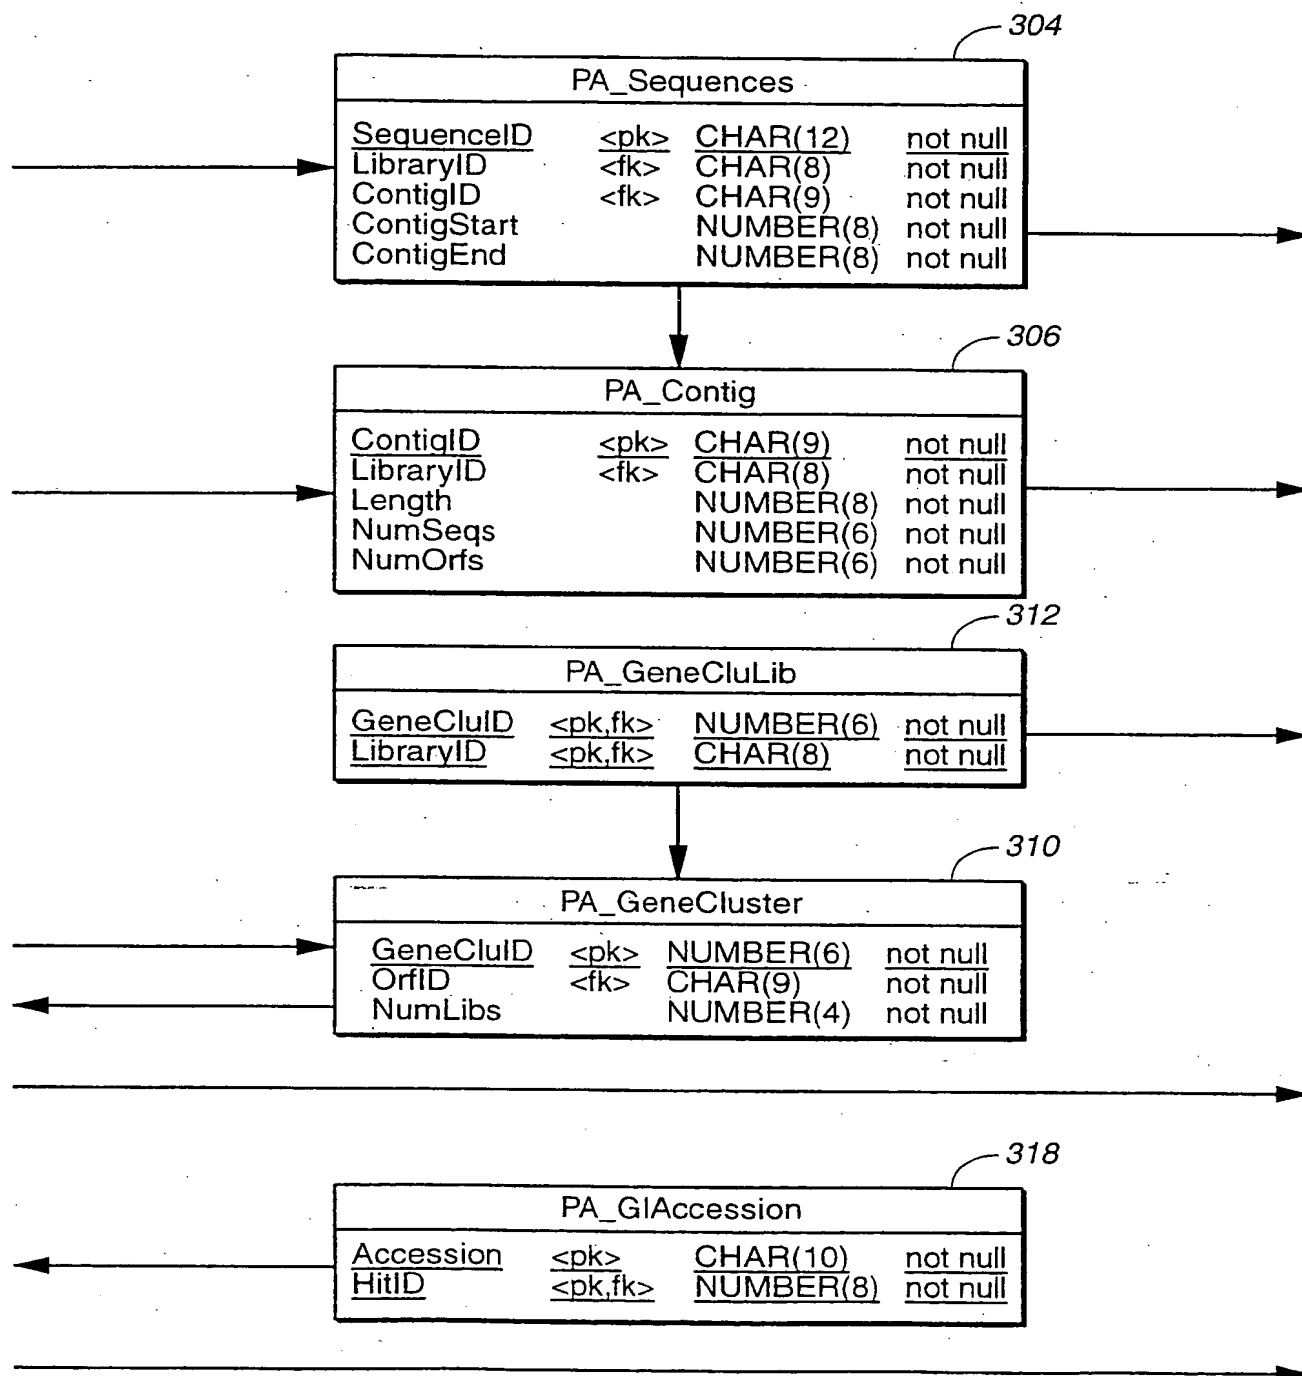 304
PA_Sequences
SequenceID <pk> CHAR(12) not null
LibraryID <fk> CHAR(8) not null
ContigID <fk> CHAR(9) not null
ContigStart NUMBER(8) not null
ContigEnd NUMBER(8) not null
306
PA_Contig
ContigID <pk> CHAR(9) not null
LibraryID <fk> CHAR(8) not null
Length NUMBER(8) not null
NumSeqs NUMBER(6) not null
NumOrfs NUMBER(6) not null
312
PA_GeneCluLib
GeneCluID <pk,fk> NUMBER(6) not null
LibraryID <pk,fk> CHAR(8) not null
310
PA_GeneCluster
GeneCluID <pk> NUMBER(6) not null
OrfID <fk> CHAR(9) not null
NumLibs NUMBER(4) not null
318
PA_GIAccession
Accession <pk> CHAR(10) not null
HitID <pk,fk> NUMBER(8) not null